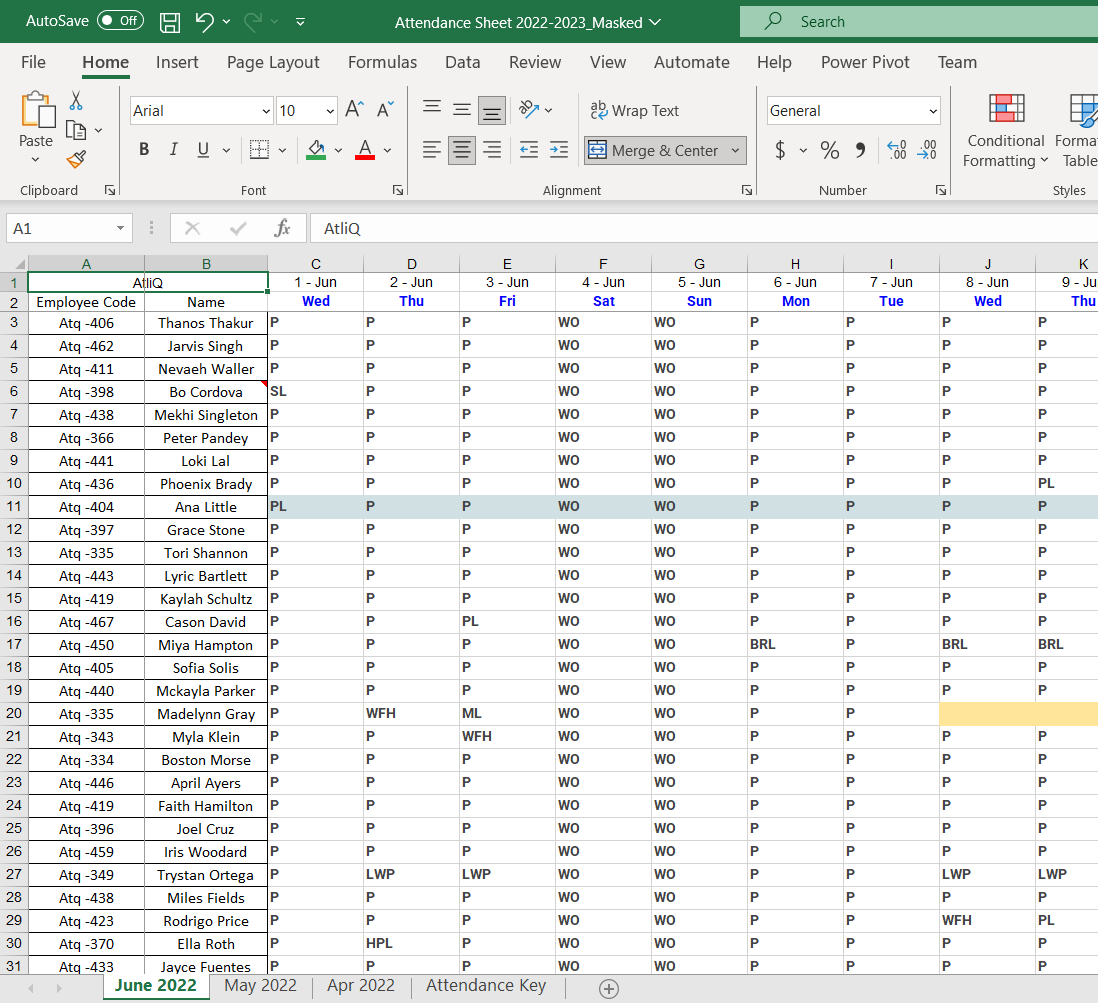 AutoSave Off Attendance Sheet 2022-2023_Masked Search
File Home Insert Page Layout Formulas Data Review View Automate Help Power Pivot Team
Paste Arial 10 A A Wrap Text General Conditional
B I U A Merge & Center $ % , Formatting
Clipboard Font Alignment Number Styles
A1 fx AtliQ
A B C D E F G H I J K
1 AtliQ 1 - Jun 2 - Jun 3 - Jun 4 - Jun 5 - Jun 6 - Jun 7 - Jun 8 - Jun 9 - Ju
2 Employee Code Name Wed Thu Fri Sat Sun Mon Tue Wed Thu
3 Atq -406 Thanos Thakur P P P WO WO P P P P
4 Atq -462 Jarvis Singh P P P WO WO P P P P
5 Atq -411 Nevaeh Waller P P P WO WO P P P P
6 Atq -398 Bo Cordova SL P P WO WO P P P P
7 Atq -438 Mekhi Singleton P P P WO WO P P P P
8 Atq -366 Peter Pandey P P P WO WO P P P P
9 Atq -441 Loki Lal P P P WO WO P P P P
10 Atq -436 Phoenix Brady P P P WO WO P P P PL
11 Atq -404 Ana Little PL P P WO WO P P P P
12 Atq -397 Grace Stone P P P WO WO P P P P
13 Atq -335 Tori Shannon P P P WO WO P P P P
14 Atq -443 Lyric Bartlett P P P WO WO P P P P
15 Atq -419 Kaylah Schultz P P P WO WO P P P P
16 Atq -467 Cason David P P PL WO WO P P P P
17 Atq -450 Miya Hampton P P P WO WO BRL P BRL BRL
18 Atq -405 Sofia Solis P P P WO WO P P P P
19 Atq -440 Mckayla Parker P P P WO WO P P P P
20 Atq -335 Madelynn Gray P WFH ML WO WO P P
21 Atq -343 Myla Klein P P WFH WO WO P P P P
22 Atq -334 Boston Morse P P P WO WO P P P P
23 Atq -446 April Ayers P P P WO WO P P P P
24 Atq -419 Faith Hamilton P P P WO WO P P P P
25 Atq -396 Joel Cruz P P P WO WO P P P P
26 Atq -459 Iris Woodard P P P WO WO P P P P
27 Atq -349 Trystan Ortega P LWP LWP WO WO P P LWP LWP
28 Atq -438 Miles Fields P P P WO WO P P P P
29 Atq -423 Rodrigo Price P P P WO WO P P WFH PL
30 Atq -370 Ella Roth P HPL P WO WO P P P P
31 Atq -433 Jayce Fuentes P P P WO WO P P P P
June 2022 May 2022 Apr 2022 Attendance Key